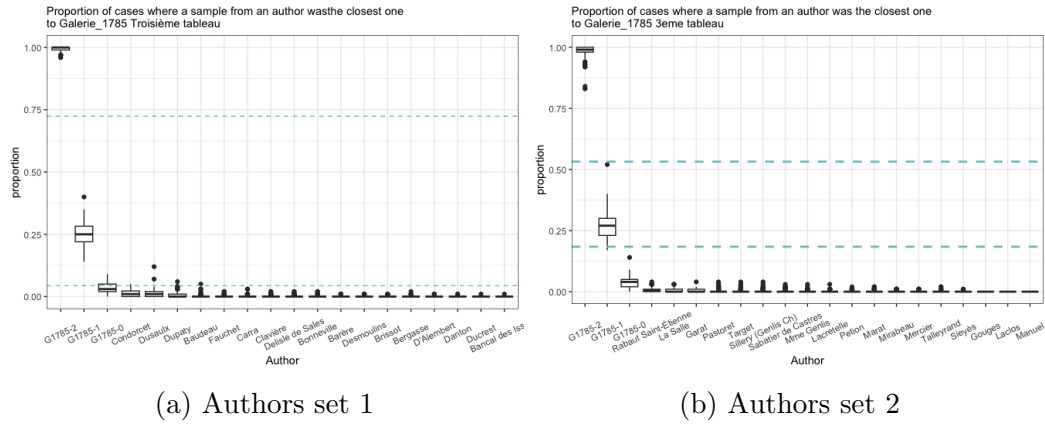 Proportion of cases where a sample from an author wasthe closest one
to Galerie_1785 Troisième tableau
proportion
1.00
0.75
0.50
0.25
0.00
G1785-2
G1785-1
G1785-0
Condorcet
Dusaulx
Dupaty
Baudeau
Fauchet
Carra
Clavière
Delisle de Sales
Bonneville
Barère
Desmoulins
Brissot
Bergasse
D'Alembert
Danton
Ducrest
Bancal des Iss
Author
(a) Authors set 1
Proportion of cases where a sample from an author was the closest one
to Galerie_1785 3eme tableau
proportion
1.00
0.75
0.50
0.25
0.00
G1785-2
G1785-1
G1785-0
Rabaut Saint-Etienne
La Salle
Garat
Pastoret
Target
Sillery (Genlis Ch)
Sabatier de Castres
Mme Genlis
Lacretelle
Petion
Marat
Mirabeau
Mercier
Talleyrand
Sieyès
Gouges
Laclos
Manuel
Author
(b) Authors set 2